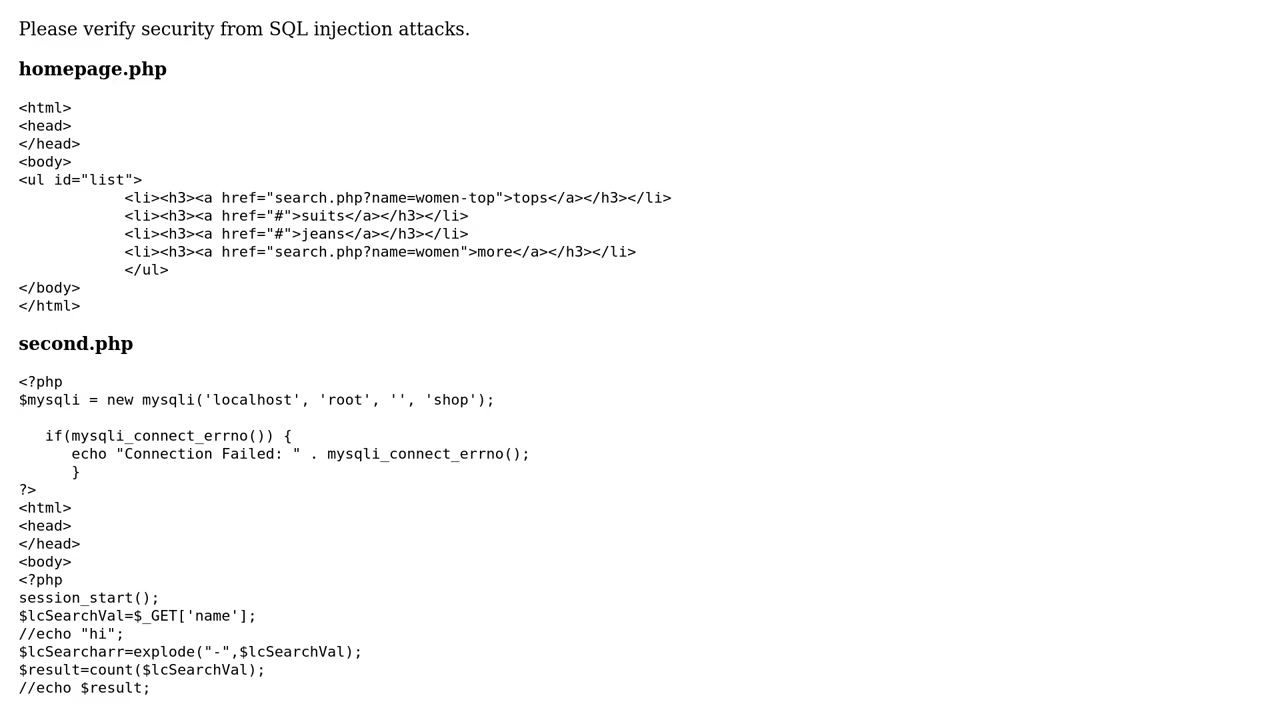 Please verify security from SQL injection attacks.
homepage.php
<html>
<head>
</head>
<body>
<ul id="list">
            <li><h3><a href="search.php?name=women-top">tops</a></h3></li>
            <li><h3><a href="#">suits</a></h3></li>
            <li><h3><a href="#">jeans</a></h3></li>
            <li><h3><a href="search.php?name=women">more</a></h3></li>
            </ul>
</body>
</html>
second.php
<?php
$mysqli = new mysqli('localhost', 'root', '', 'shop');

   if(mysqli_connect_errno()) {
      echo "Connection Failed: " . mysqli_connect_errno();
      }
?>
<html>
<head>
</head>
<body>
<?php
session_start();
$lcSearchVal=$_GET['name'];
//echo "hi";
$lcSearcharr=explode("-",$lcSearchVal);
$result=count($lcSearchVal);
//echo $result;